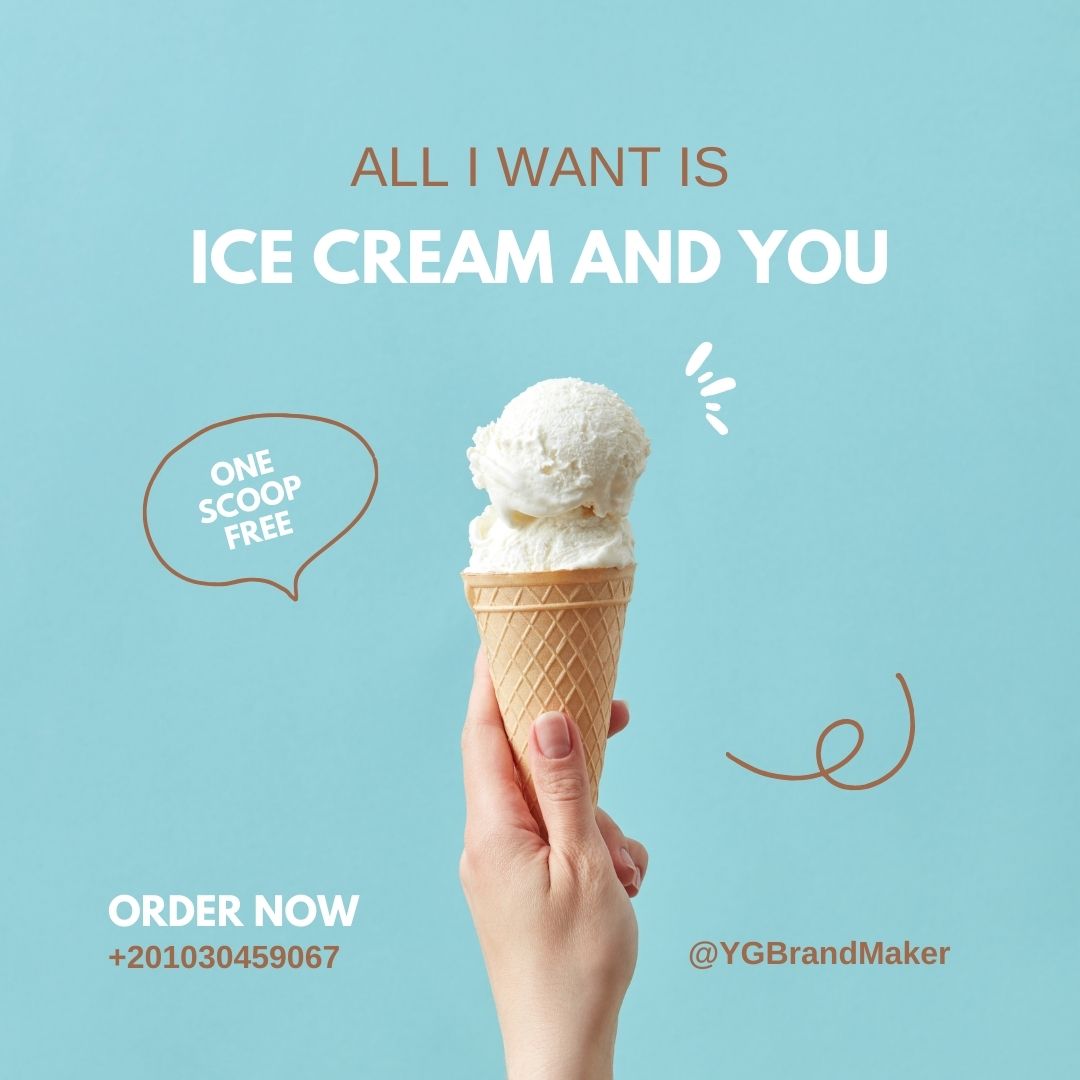 ALL I WANT IS
ICE CREAM AND YOU
ONE
SCOOP
FREE
ORDER NOW
+201030459067
@YGBrandMaker